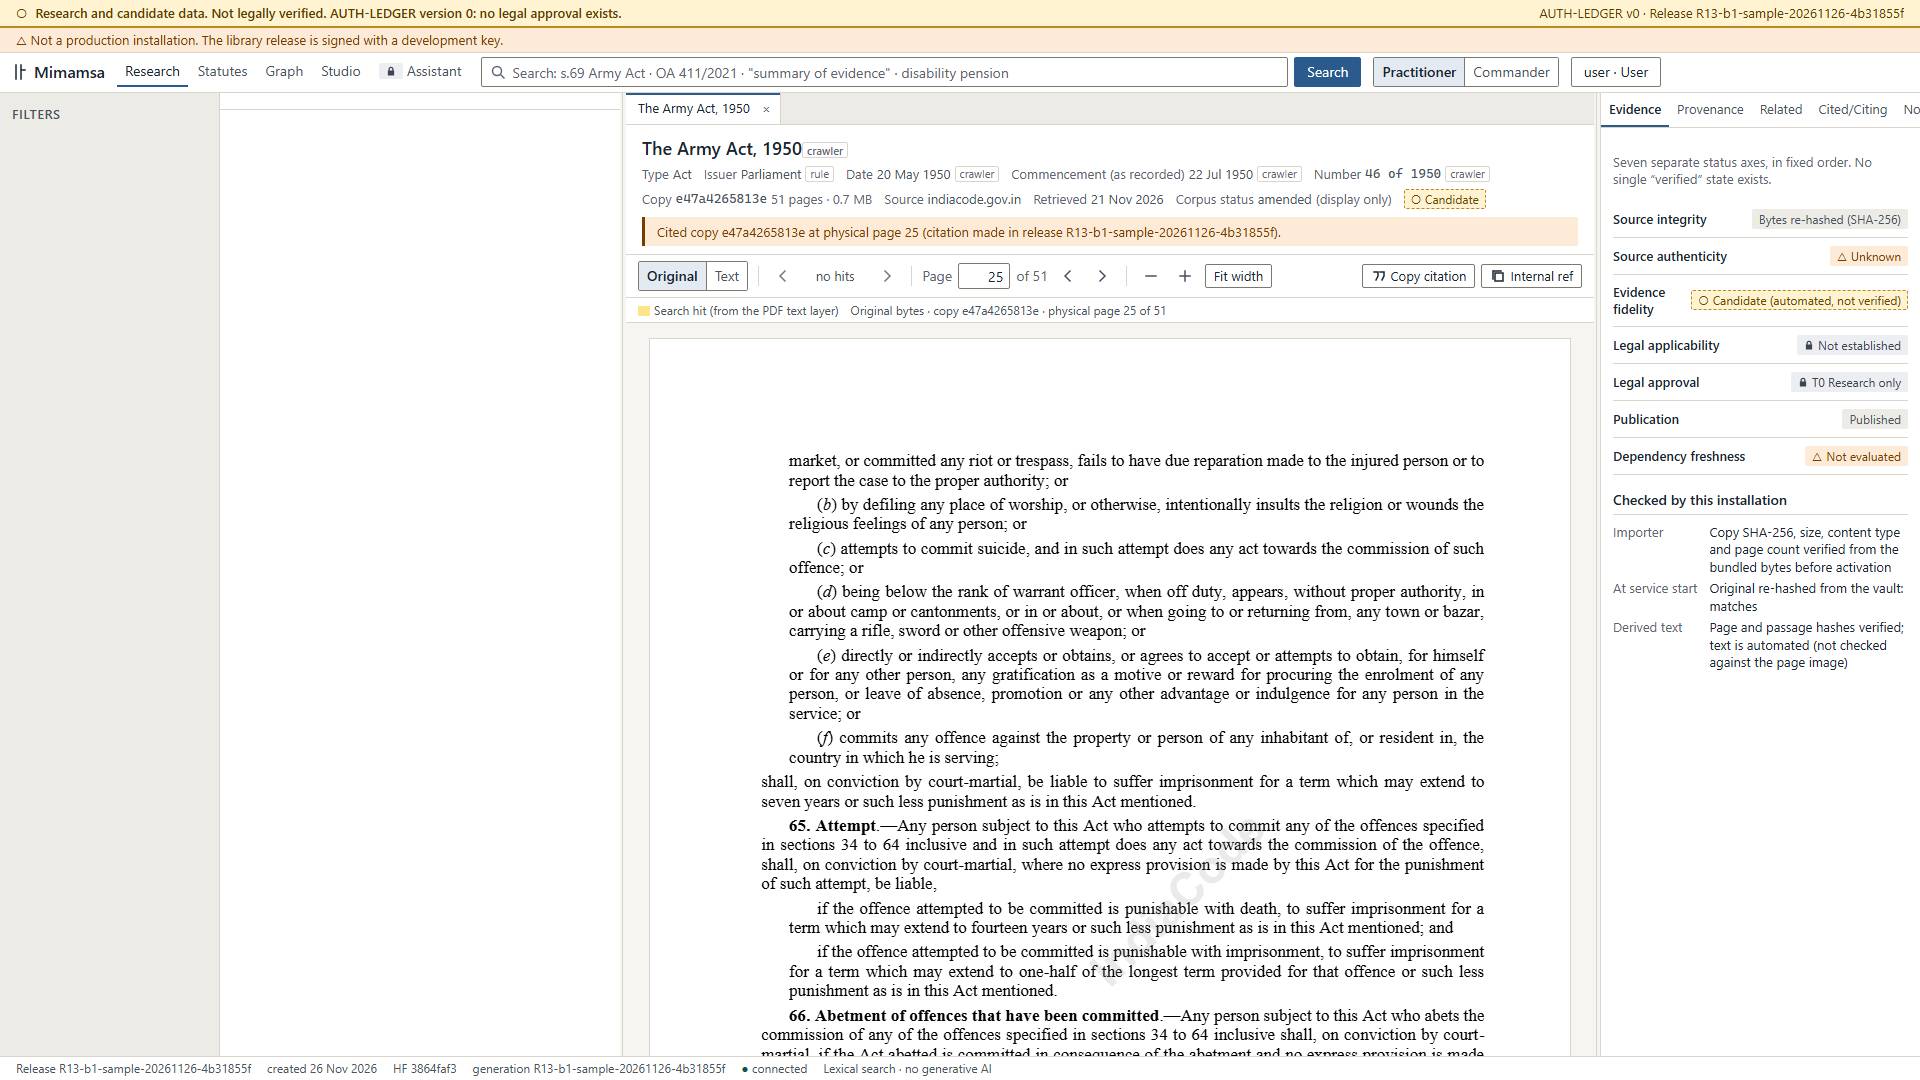 Research and candidate data. Not legally verified. AUTH-LEDGER version 0: no legal approval exists.
AUTH-LEDGER v0 · Release R13-b1-sample-20261126-4b31855f
Not a production installation. The library release is signed with a development key.
Mimamsa
Research Statutes Graph Studio Assistant
Search: s.69 Army Act · OA 411/2021 · "summary of evidence" · disability pension
Search
Practitioner Commander
user · User
FILTERS
The Army Act, 1950 ×
The Army Act, 1950 crawler
Type Act Issuer Parliament rule Date 20 May 1950 crawler Commencement (as recorded) 22 Jul 1950 crawler Number 46 of 1950 crawler
Copy e47a4265813e 51 pages · 0.7 MB Source indiacode.gov.in Retrieved 21 Nov 2026 Corpus status amended (display only) Candidate
Cited copy e47a4265813e at physical page 25 (citation made in release R13-b1-sample-20261126-4b31855f).
Original Text no hits Page 25 of 51 Fit width Copy citation Internal ref
Search hit (from the PDF text layer) Original bytes · copy e47a4265813e · physical page 25 of 51
market, or committed any riot or trespass, fails to have due reparation made to the injured person or to
report the case to the proper authority; or
(b) by defiling any place of worship, or otherwise, intentionally insults the religion or wounds the
religious feelings of any person; or
(c) attempts to commit suicide, and in such attempt does any act towards the commission of such
offence; or
(d) being below the rank of warrant officer, when off duty, appears, without proper authority, in
or about camp or cantonments, or in or about, or when going to or returning from, any town or bazar,
carrying a rifle, sword or other offensive weapon; or
(e) directly or indirectly accepts or obtains, or agrees to accept or attempts to obtain, for himself
or for any other person, any gratification as a motive or reward for procuring the enrolment of any
person, or leave of absence, promotion or any other advantage or indulgence for any person in the
service; or
(f) commits any offence against the property or person of any inhabitant of, or resident in, the
country in which he is serving;
shall, on conviction by court-martial, be liable to suffer imprisonment for a term which may extend to
seven years or such less punishment as is in this Act mentioned.
65. Attempt.—Any person subject to this Act who attempts to commit any of the offences specified
in sections 34 to 64 inclusive and in such attempt does any act towards the commission of the offence,
shall, on conviction by court-martial, where no express provision is made by this Act for the punishment
of such attempt, be liable,
if the offence attempted to be committed is punishable with death, to suffer imprisonment for a
term which may extend to fourteen years or such less punishment as is in this Act mentioned; and
if the offence attempted to be committed is punishable with imprisonment, to suffer imprisonment
for a term which may extend to one-half of the longest term provided for that offence or such less
punishment as is in this Act mentioned.
66. Abetment of offences that have been committed.—Any person subject to this Act who abets the
commission of any of the offences specified in sections 34 to 64 inclusive shall, on conviction by court-
martial, if the Act abetted is committed in consequence of the abetment and no express provision is made
IndiaCode
Evidence Provenance Related Cited/Citing No
Seven separate status axes, in fixed order. No
single “verified” state exists.
Source integrity Bytes re-hashed (SHA-256)
Source authenticity Unknown
Evidence
fidelity Candidate (automated, not verified)
Legal applicability Not established
Legal approval T0 Research only
Publication Published
Dependency freshness Not evaluated
Checked by this installation
Importer Copy SHA-256, size, content type
and page count verified from the
bundled bytes before activation
At service start Original re-hashed from the vault:
matches
Derived text Page and passage hashes verified;
text is automated (not checked
against the page image)
Release R13-b1-sample-20261126-4b31855f created 26 Nov 2026 HF 3864faf3 generation R13-b1-sample-20261126-4b31855f connected Lexical search · no generative AI